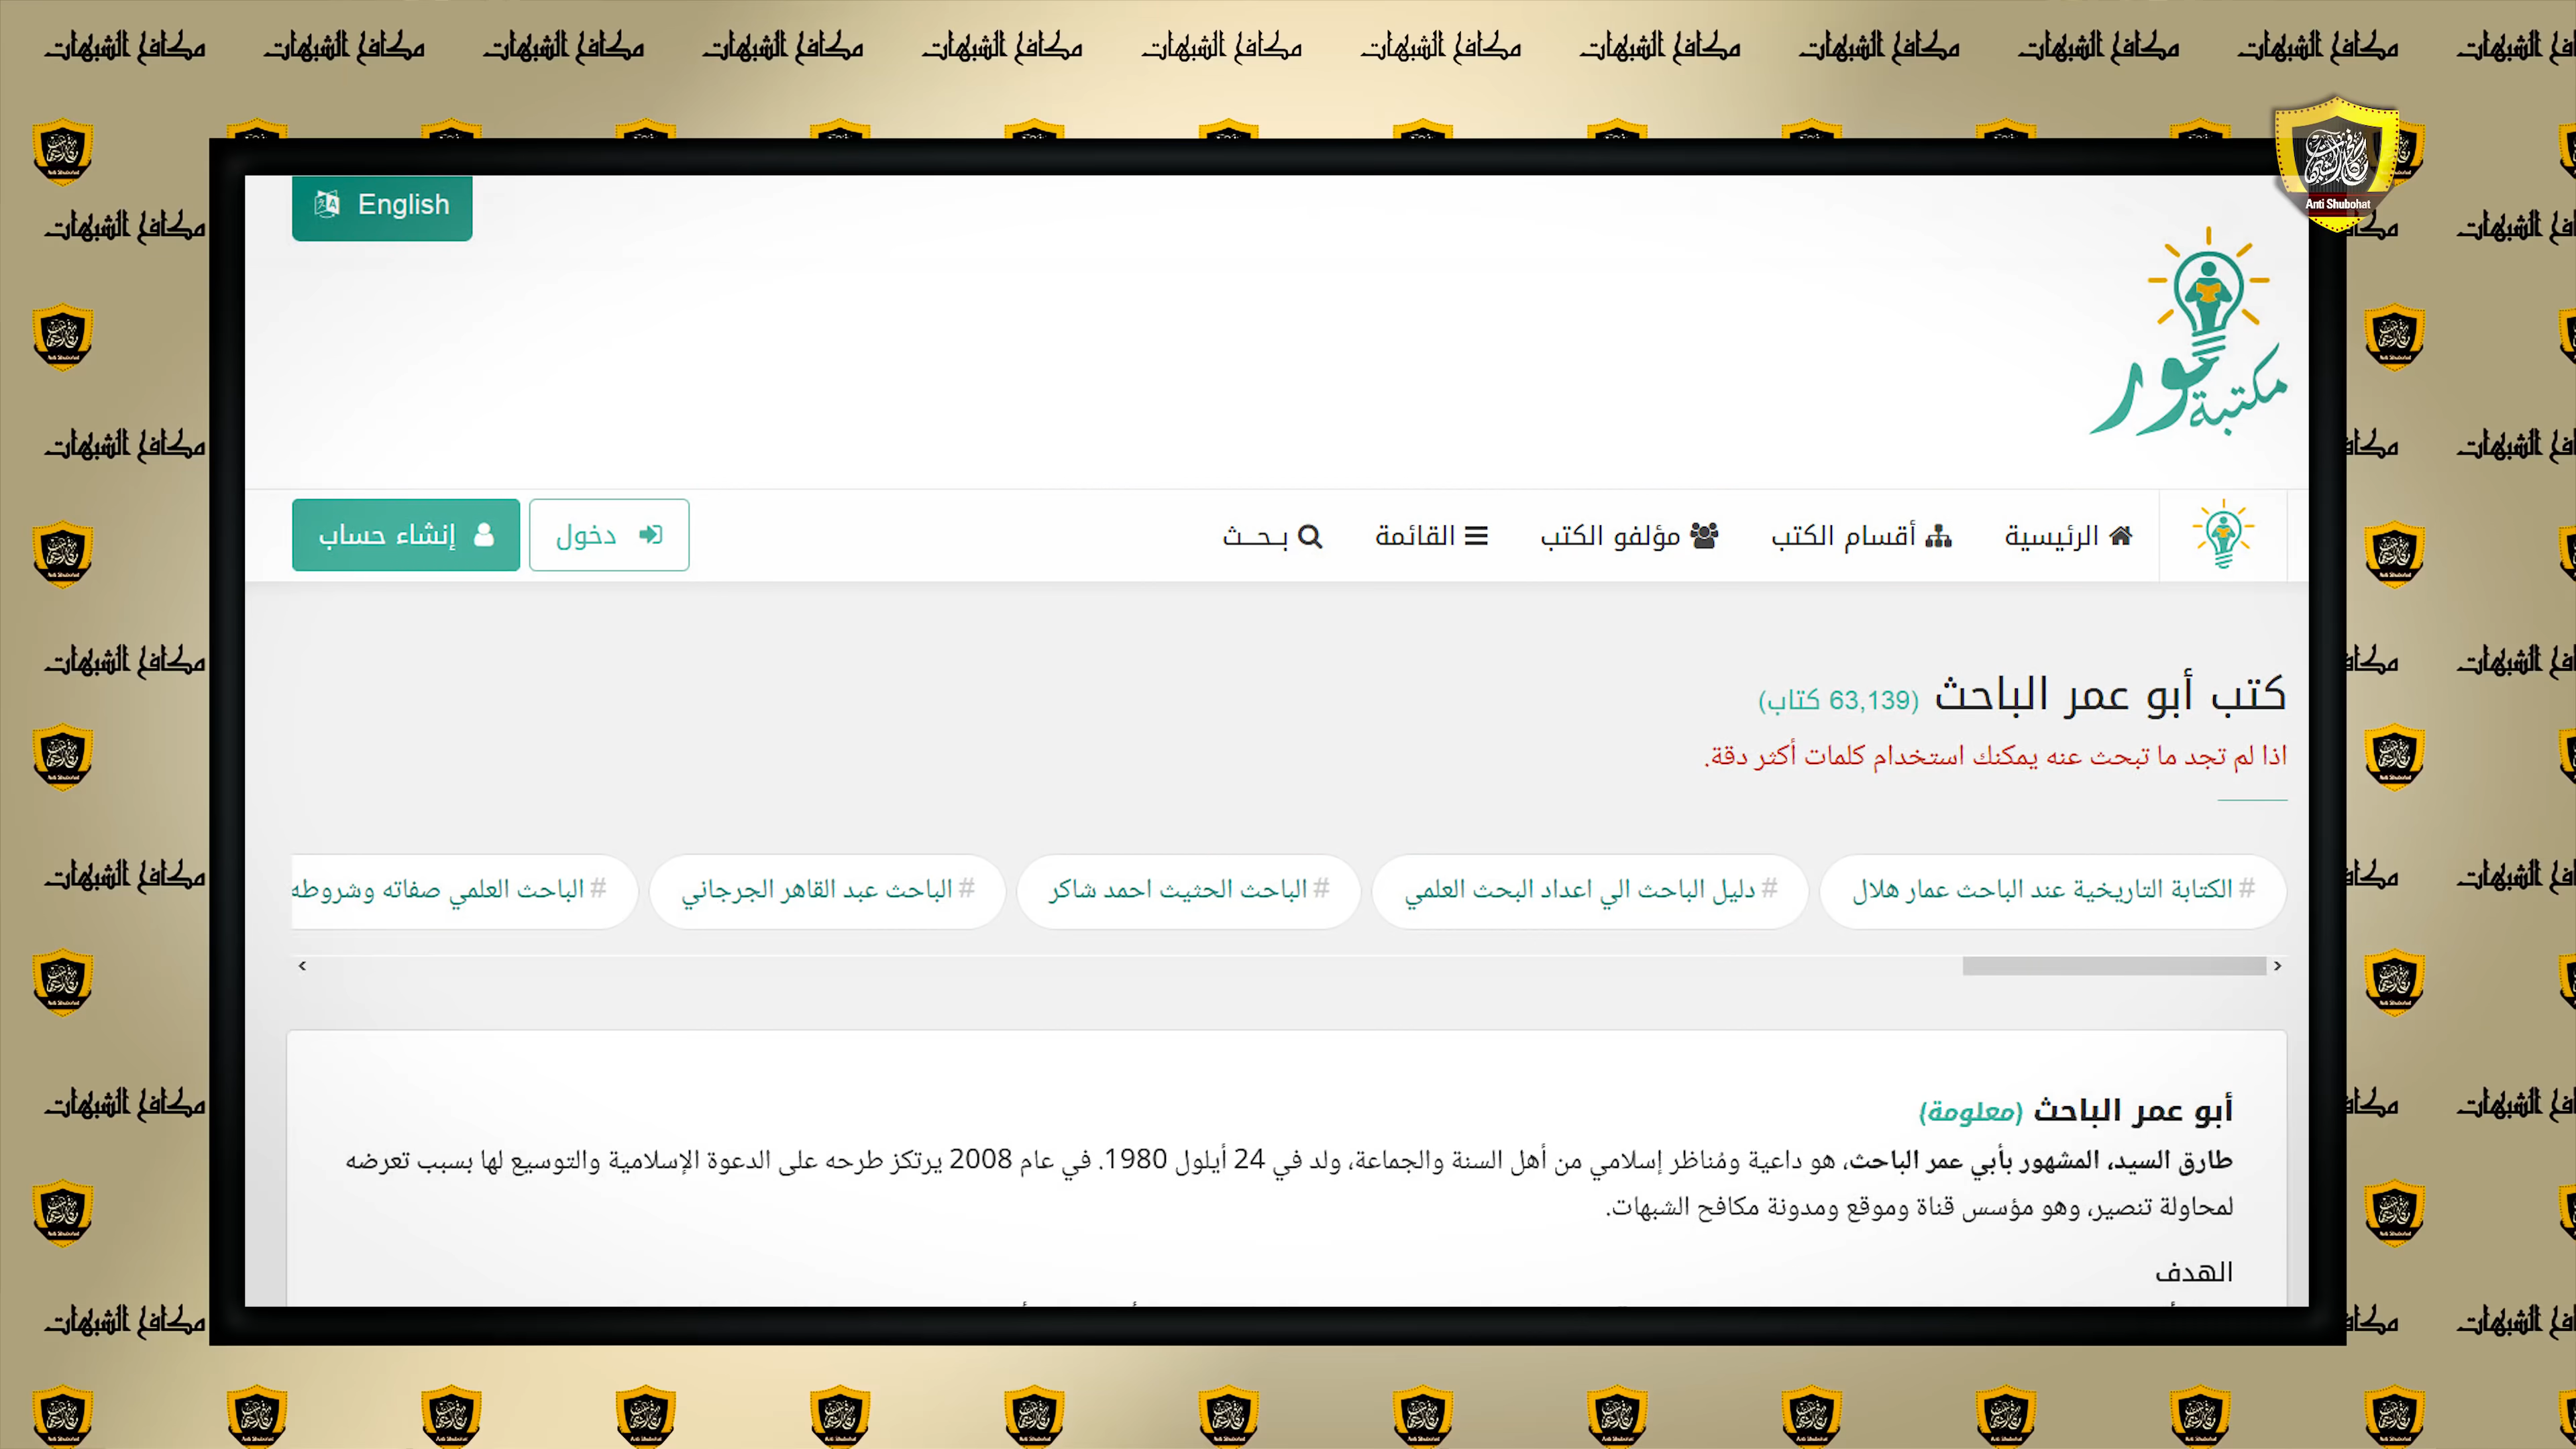 مكافح الشبهات
Anti Shubohat
English
مكتبة نور
الرئيسية
أقسام الكتب
مؤلفو الكتب
القائمة
بـحــث
دخول
إنشاء حساب
كتب أبو عمر الباحث (63,139 كتاب)
اذا لم تجد ما تبحث عنه يمكنك استخدام كلمات أكثر دقة.
# الكتابة التاريخية عند الباحث عمار هلال
# دليل الباحث الي اعداد البحث العلمي
# الباحث الحثيث احمد شاكر
# الباحث عبد القاهر الجرجاني
# الباحث العلمي صفاته وشروطه
أبو عمر الباحث (معلومة)
طارق السيد، المشهور بأبي عمر الباحث، هو داعية ومُناظر إسلامي من أهل السنة والجماعة، ولد في 24 أيلول 1980. في عام 2008 يرتكز طرحه على الدعوة الإسلامية والتوسيع لها بسبب تعرضه
لمحاولة تنصير، وهو مؤسس قناة وموقع ومدونة مكافح الشبهات.
الهدف